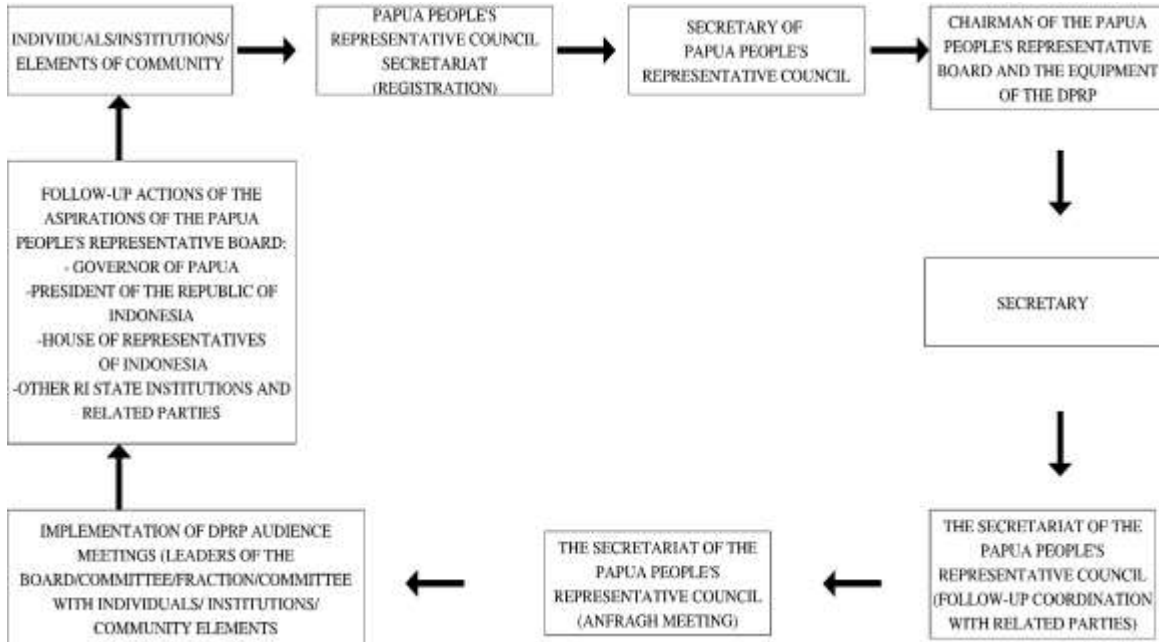 INDIVIDUALS/INSTITUTIONS/
ELEMENTS OF COMMUNITY
PAPUA PEOPLE'S
REPRESENTATIVE COUNCIL
SECRETARIAT
(REGISTRATION)
SECRETARY OF
PAPUA PEOPLE'S
REPRESENTATIVE COUNCIL
CHAIRMAN OF THE PAPUA
PEOPLE'S REPRESENTATIVE
BOARD AND THE EQUIPMENT
OF THE DPRP
SECRETARY
THE SECRETARIAT OF THE
PAPUA PEOPLE'S
REPRESENTATIVE COUNCIL
(FOLLOW-UP COORDINATION
WITH RELATED PARTIES)
THE SECRETARIAT OF THE
PAPUA PEOPLE'S
REPRESENTATIVE COUNCIL
(ANFRAGH MEETING)
IMPLEMENTATION OF DPRP AUDIENCE
MEETINGS (LEADERS OF THE
BOARD/COMMITTEE/FRACTION/COMMITTEE
WITH INDIVIDUALS/ INSTITUTIONS/
COMMUNITY ELEMENTS
FOLLOW-UP ACTIONS OF THE
ASPIRATIONS OF THE PAPUA
PEOPLE'S REPRESENTATIVE BOARD:
- GOVERNOR OF PAPUA
-PRESIDENT OF THE REPUBLIC OF
INDONESIA
-HOUSE OF REPRESENTATIVES
OF INDONESIA
-OTHER RI STATE INSTITUTIONS AND
RELATED PARTIES